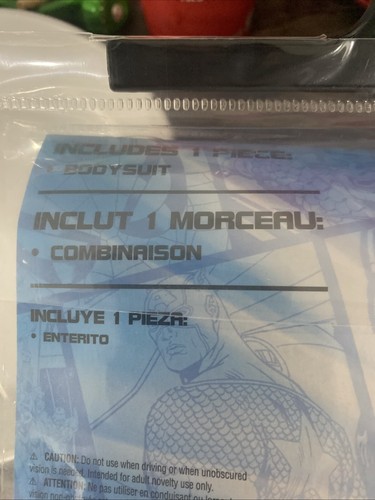 INCLUDES 1 PIECE:
• BODYSUIT
INCLUT 1 MORCEAU:
• COMBINAISON
INCLUYE 1 PIEZA:
• ENTERITO
⚠ CAUTION: Do not use when driving or when unobscured
vision is needed. Intended for adult novelty use only.
⚠ ATTENTION: Ne pas utiliser en conduisant ou
vision